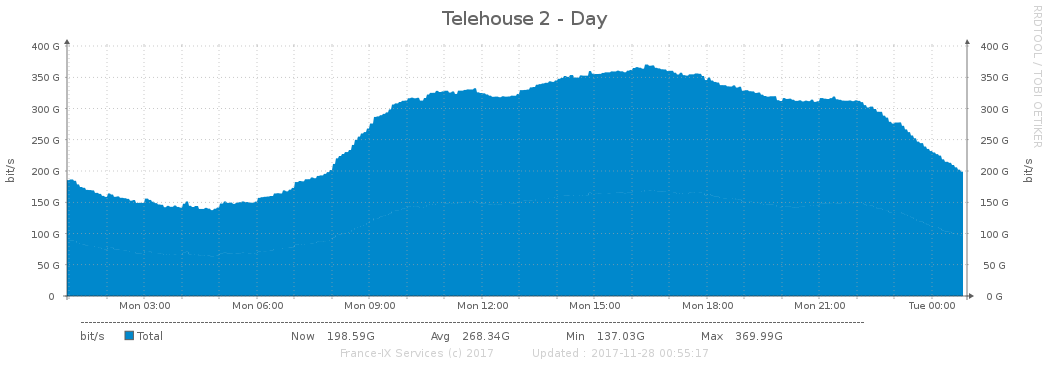 Telehouse 2 - Day
RRDTOOL / TOBI OETIKER
400 G 400 G
350 G 350 G
300 G 300 G
250 G 250 G
200 G 200 G
150 G 150 G
100 G 100 G
50 G 50 G
0 0 G
bit/s bit/s
Mon 03:00 Mon 06:00 Mon 09:00 Mon 12:00 Mon 15:00 Mon 18:00 Mon 21:00 Tue 00:00
bit/s Total Now 198.59G Avg 268.34G Min 137.03G Max 369.99G
France-IX Services (c) 2017 Updated : 2017-11-28 00:55:17